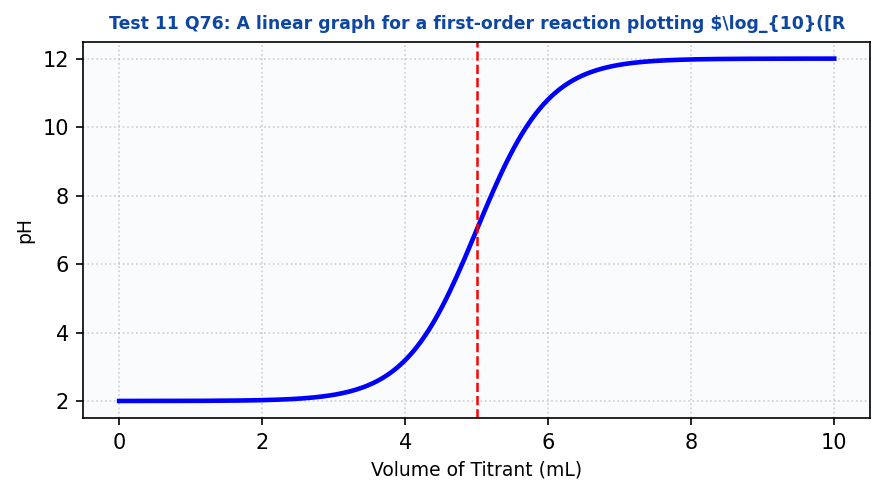 Test 11 Q76: A linear graph for a first-order reaction plotting $\log_{10}([R
12
10
8
6
4
2
pH
0 2 4 6 8 10
Volume of Titrant (mL)